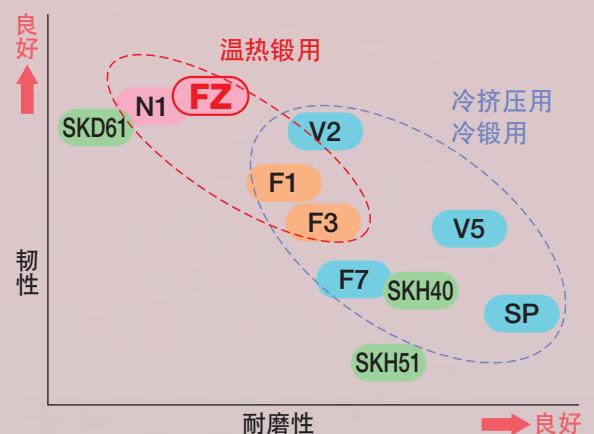 良好
温热锻用
冷挤压用
冷锻用
FZ
N1
SKD61
V2
F1
F3
V5
F7
SKH40
SP
SKH51
韧性
耐磨性
良好